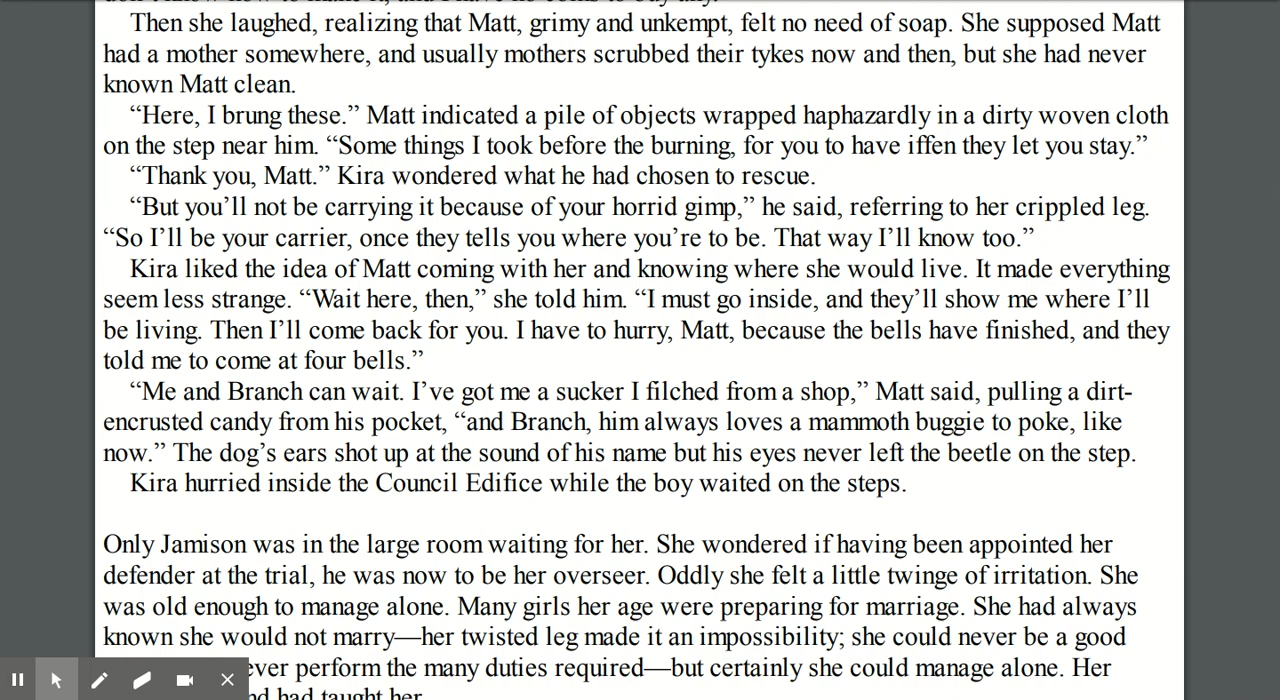 Then she laughed, realizing that Matt, grimy and unkempt, felt no need of soap. She supposed Matt
had a mother somewhere, and usually mothers scrubbed their tykes now and then, but she had never
known Matt clean.
“Here, I brung these.” Matt indicated a pile of objects wrapped haphazardly in a dirty woven cloth
on the step near him. “Some things I took before the burning, for you to have iffen they let you stay.”
“Thank you, Matt.” Kira wondered what he had chosen to rescue.
“But you’ll not be carrying it because of your horrid gimp,” he said, referring to her crippled leg.
“So I’ll be your carrier, once they tells you where you’re to be. That way I’ll know too.”
Kira liked the idea of Matt coming with her and knowing where she would live. It made everything
seem less strange. “Wait here, then,” she told him. “I must go inside, and they’ll show me where I’ll
be living. Then I’ll come back for you. I have to hurry, Matt, because the bells have finished, and they
told me to come at four bells.”
“Me and Branch can wait. I’ve got me a sucker I filched from a shop,” Matt said, pulling a dirt-
encrusted candy from his pocket, “and Branch, him always loves a mammoth buggie to poke, like
now.” The dog’s ears shot up at the sound of his name but his eyes never left the beetle on the step.
Kira hurried inside the Council Edifice while the boy waited on the steps.
Only Jamison was in the large room waiting for her. She wondered if having been appointed her
defender at the trial, he was now to be her overseer. Oddly she felt a little twinge of irritation. She
was old enough to manage alone. Many girls her age were preparing for marriage. She had always
known she would not marry—her twisted leg made it an impossibility; she could never be a good
ever perform the many duties required—but certainly she could manage alone. Her
had taught her